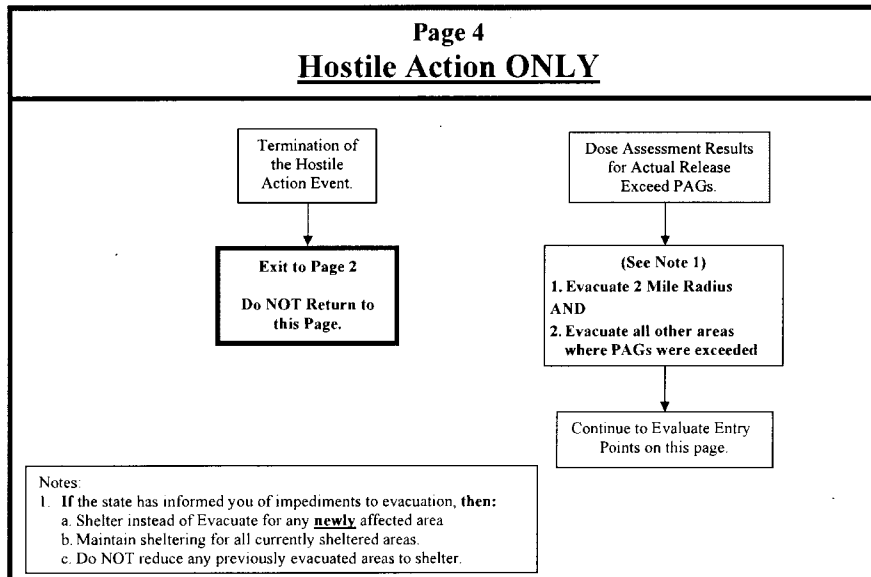 Page 4
Hostile Action ONLY
Termination of
the Hostile
Action Event.
Exit to Page 2
Do NOT Return to
this Page.
Dose Assessment Results
for Actual Release
Exceed PAGs.
(See Note 1)
1. Evacuate 2 Mile Radius
AND
2. Evacuate all other areas
where PAGs were exceeded
Continue to Evaluate Entry
Points on this page.
Notes:
1. If the state has informed you of impediments to evacuation, then:
a. Shelter instead of Evacuate for any newly affected area
b. Maintain sheltering for all currently sheltered areas.
c. Do NOT reduce any previously evacuated areas to shelter.